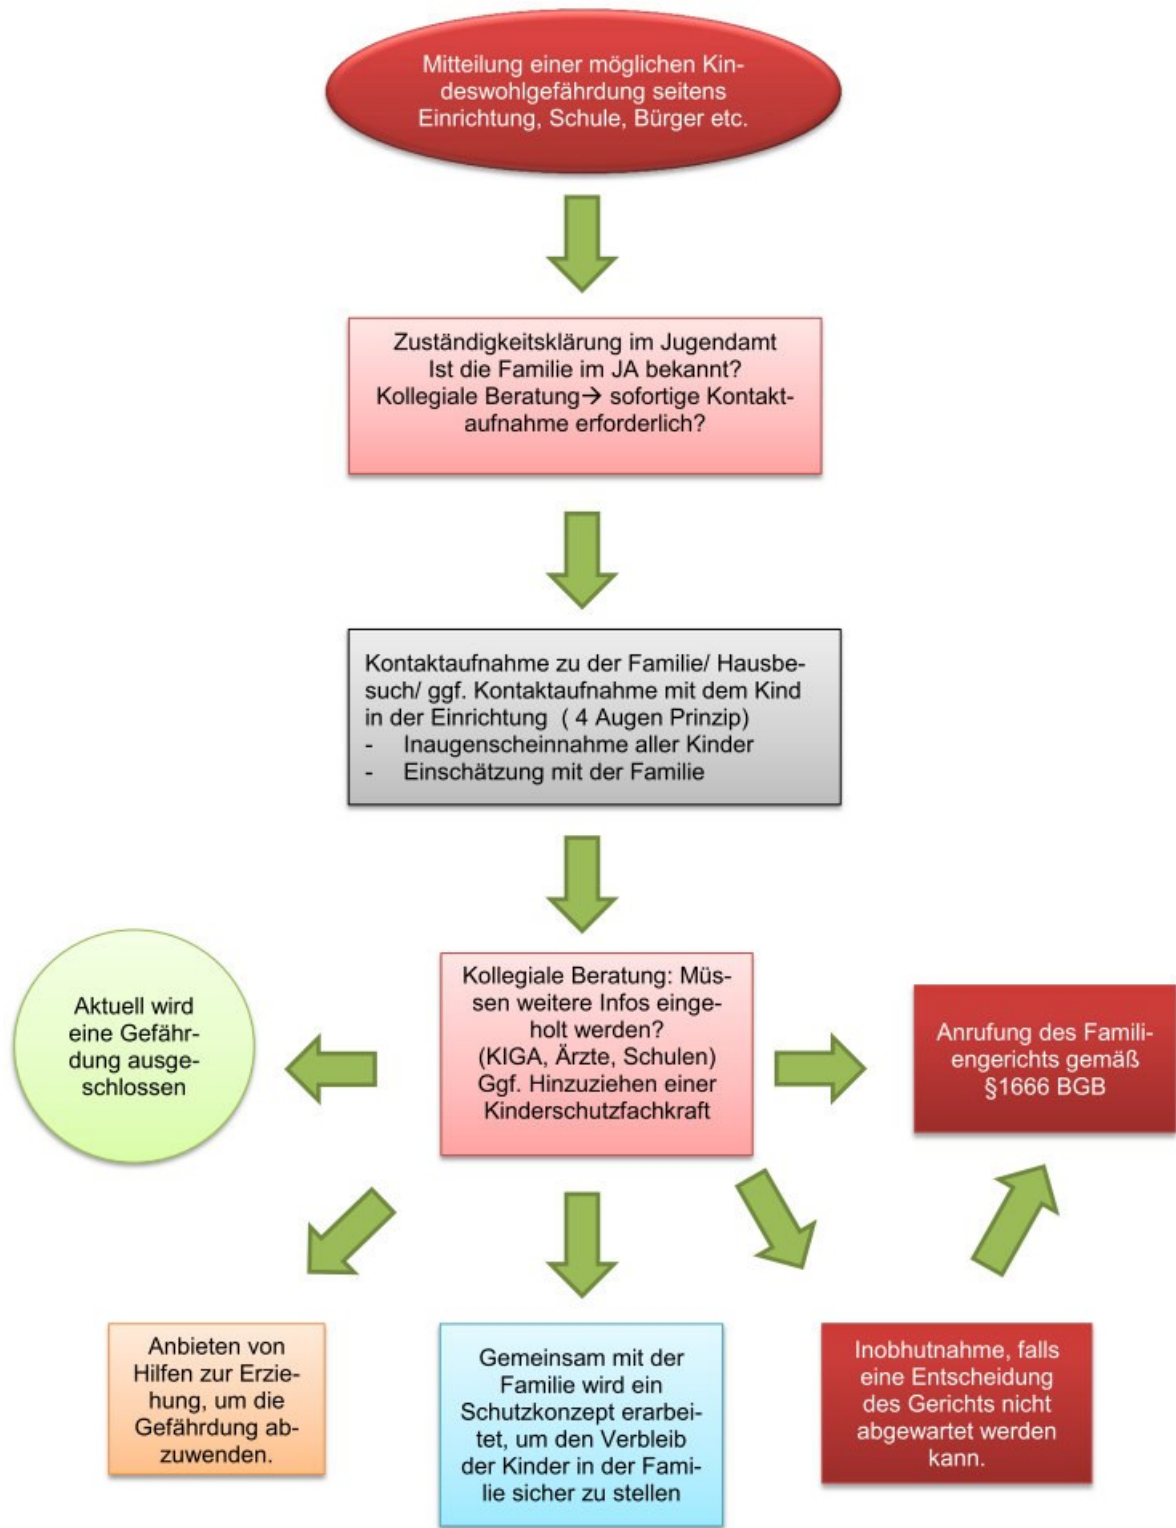 Mitteilung einer möglichen Kin-
deswohlgefährdung seitens
Einrichtung, Schule, Bürger etc.
Zuständigkeitsklärung im Jugendamt
Ist die Familie im JA bekannt?
Kollegiale Beratung→ sofortige Kontakt-
aufnahme erforderlich?
Kontaktaufnahme zu der Familie/ Hausbe-
such/ ggf. Kontaktaufnahme mit dem Kind
in der Einrichtung ( 4 Augen Prinzip)
- Inaugenscheinnahme aller Kinder
- Einschätzung mit der Familie
Aktuell wird
eine Gefähr-
dung ausge-
schlossen
Kollegiale Beratung: Müs-
sen weitere Infos einge-
holt werden?
(KIGA, Ärzte, Schulen)
Ggf. Hinzuziehen einer
Kinderschutzfachkraft
Anrufung des Famili-
engerichts gemäß
§1666 BGB
Anbieten von
Hilfen zur Erzie-
hung, um die
Gefährdung ab-
zuwenden.
Gemeinsam mit der
Familie wird ein
Schutzkonzept erarbei-
tet, um den Verbleib
der Kinder in der Fami-
lie sicher zu stellen
Inobhutnahme, falls
eine Entscheidung
des Gerichts nicht
abgewartet werden
kann.